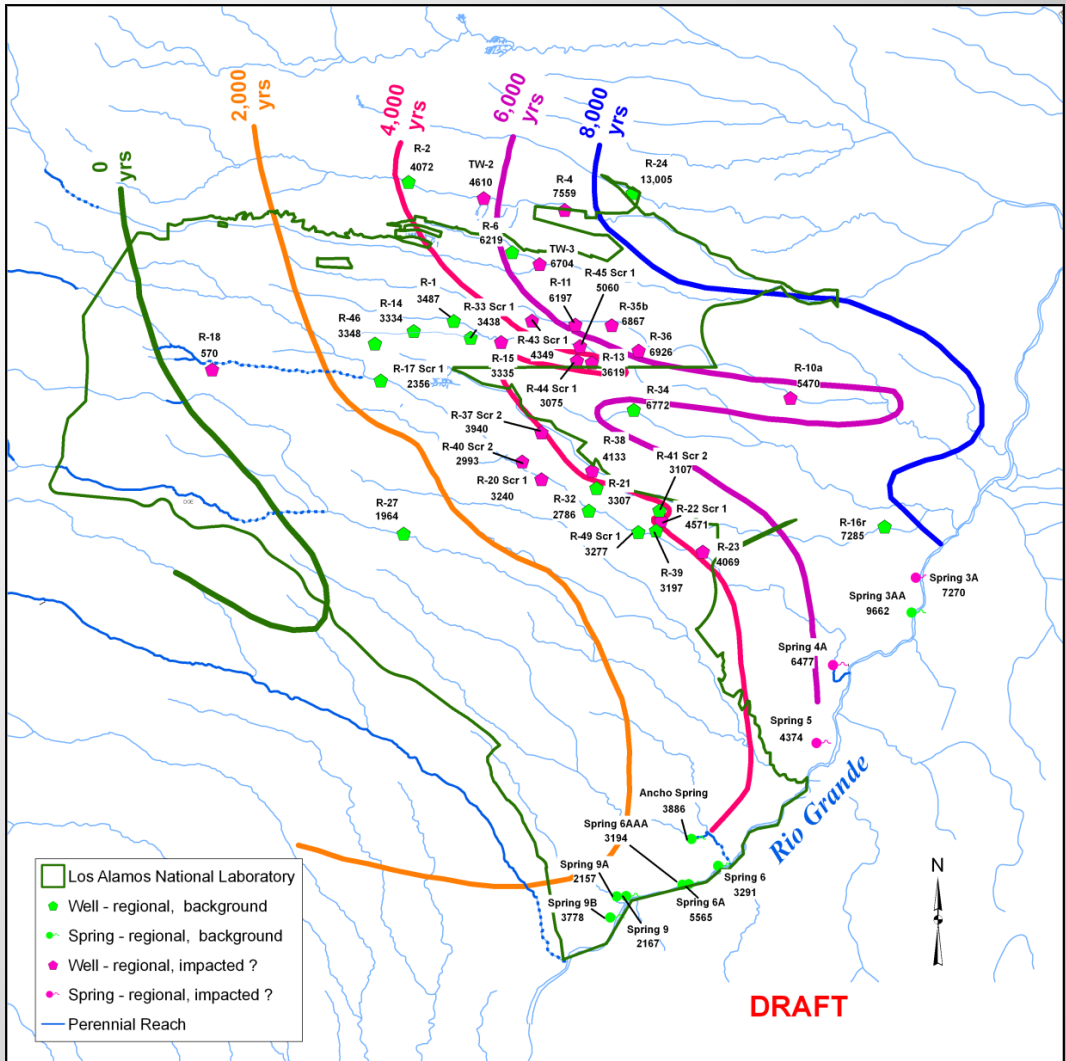 0
yrs
2,000
yrs
4,000
yrs
6,000
yrs
8,000
yrs
R-2
4072
TW-2
4610
R-4
7559
R-24
13,005
R-6
6219
TW-3
6704
R-45 Scr 1
5060
R-1
3487
R-11
6197
R-35b
6867
R-14
3334
R-33 Scr 1
3438
R-46
3348
R-43 Scr 1
4349
R-36
6926
R-18
570
R-15
3335
R-13
3619
R-10a
5470
R-17 Scr 1
2356
R-44 Scr 1
3075
R-34
6772
R-37 Scr 2
3940
R-40 Scr 2
2993
R-38
4133
R-41 Scr 2
3107
R-20 Scr 1
3240
R-21
3307
R-27
1964
R-32
2786
R-22 Scr 1
4571
R-49 Scr 1
3277
R-23
4069
R-39
3197
R-16r
7285
Spring 3A
7270
Spring 3AA
9662
Spring 4A
6477
Spring 5
4374
Rio Grande
Ancho Spring
3886
Spring 6AAA
3194
Spring 9A
2157
Spring 6
3291
Spring 9B
3778
Spring 6A
5565
Spring 9
2167
Los Alamos National Laboratory
Well - regional, background
Spring - regional, background
Well - regional, impacted ?
Spring - regional, impacted ?
Perennial Reach
N
DRAFT